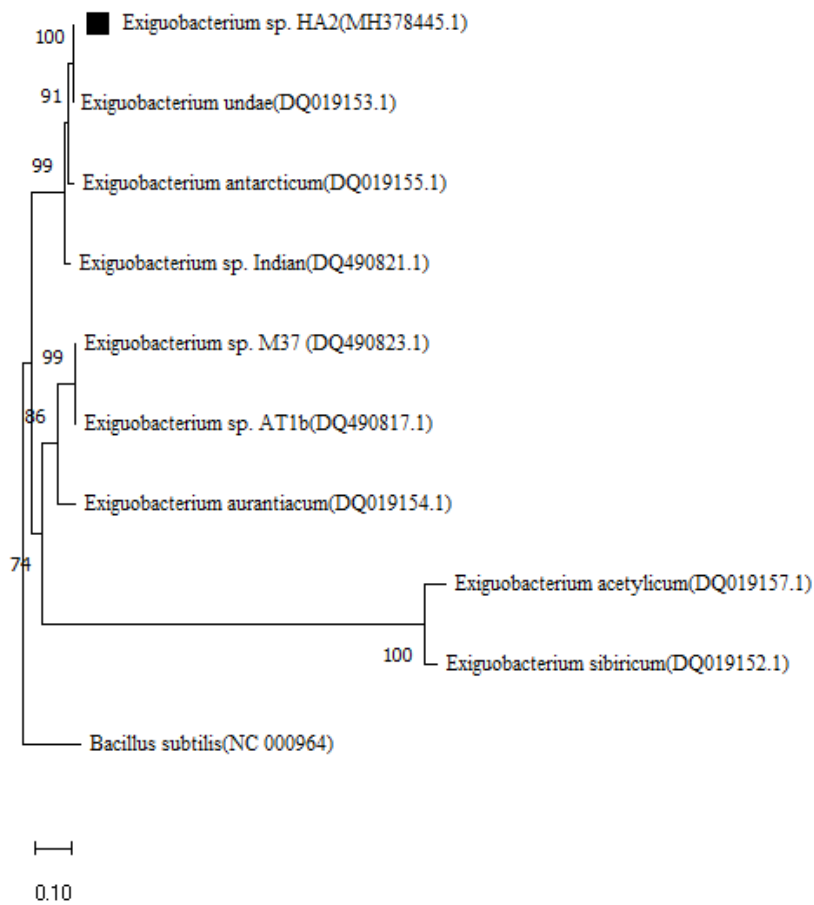 100
Exiguobacterium sp. HA2(MH378445.1)
91
Exiguobacterium undae(DQ019153.1)
99
Exiguobacterium antarcticum(DQ019155.1)
Exiguobacterium sp. Indian(DQ490821.1)
Exiguobacterium sp. M37 (DQ490823.1)
99
86
Exiguobacterium sp. AT1b(DQ490817.1)
Exiguobacterium aurantiacum(DQ019154.1)
74
Exiguobacterium acetylicum(DQ019157.1)
100
Exiguobacterium sibiricum(DQ019152.1)
Bacillus subtilis(NC 000964)
0.10